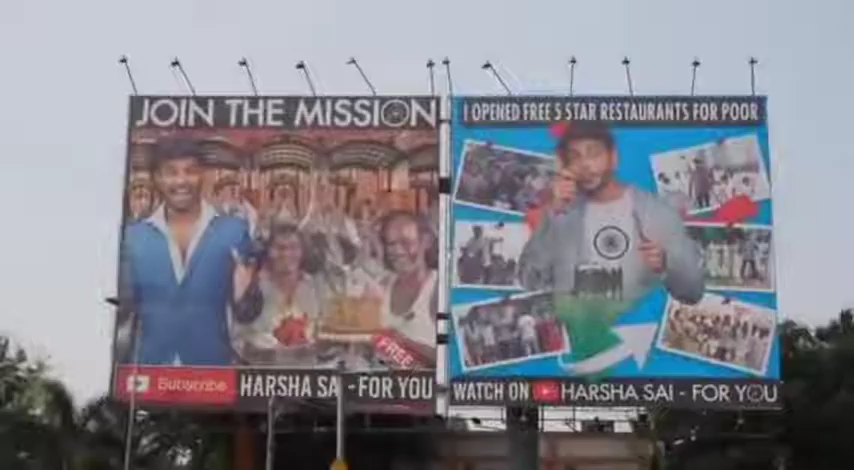 JOIN THE MISSION
FREE
Subscribe HARSHA SAI - FOR YOU
I OPENED FREE 5 STAR RESTAURANTS FOR POOR
WATCH ON HARSHA SAI - FOR YOU